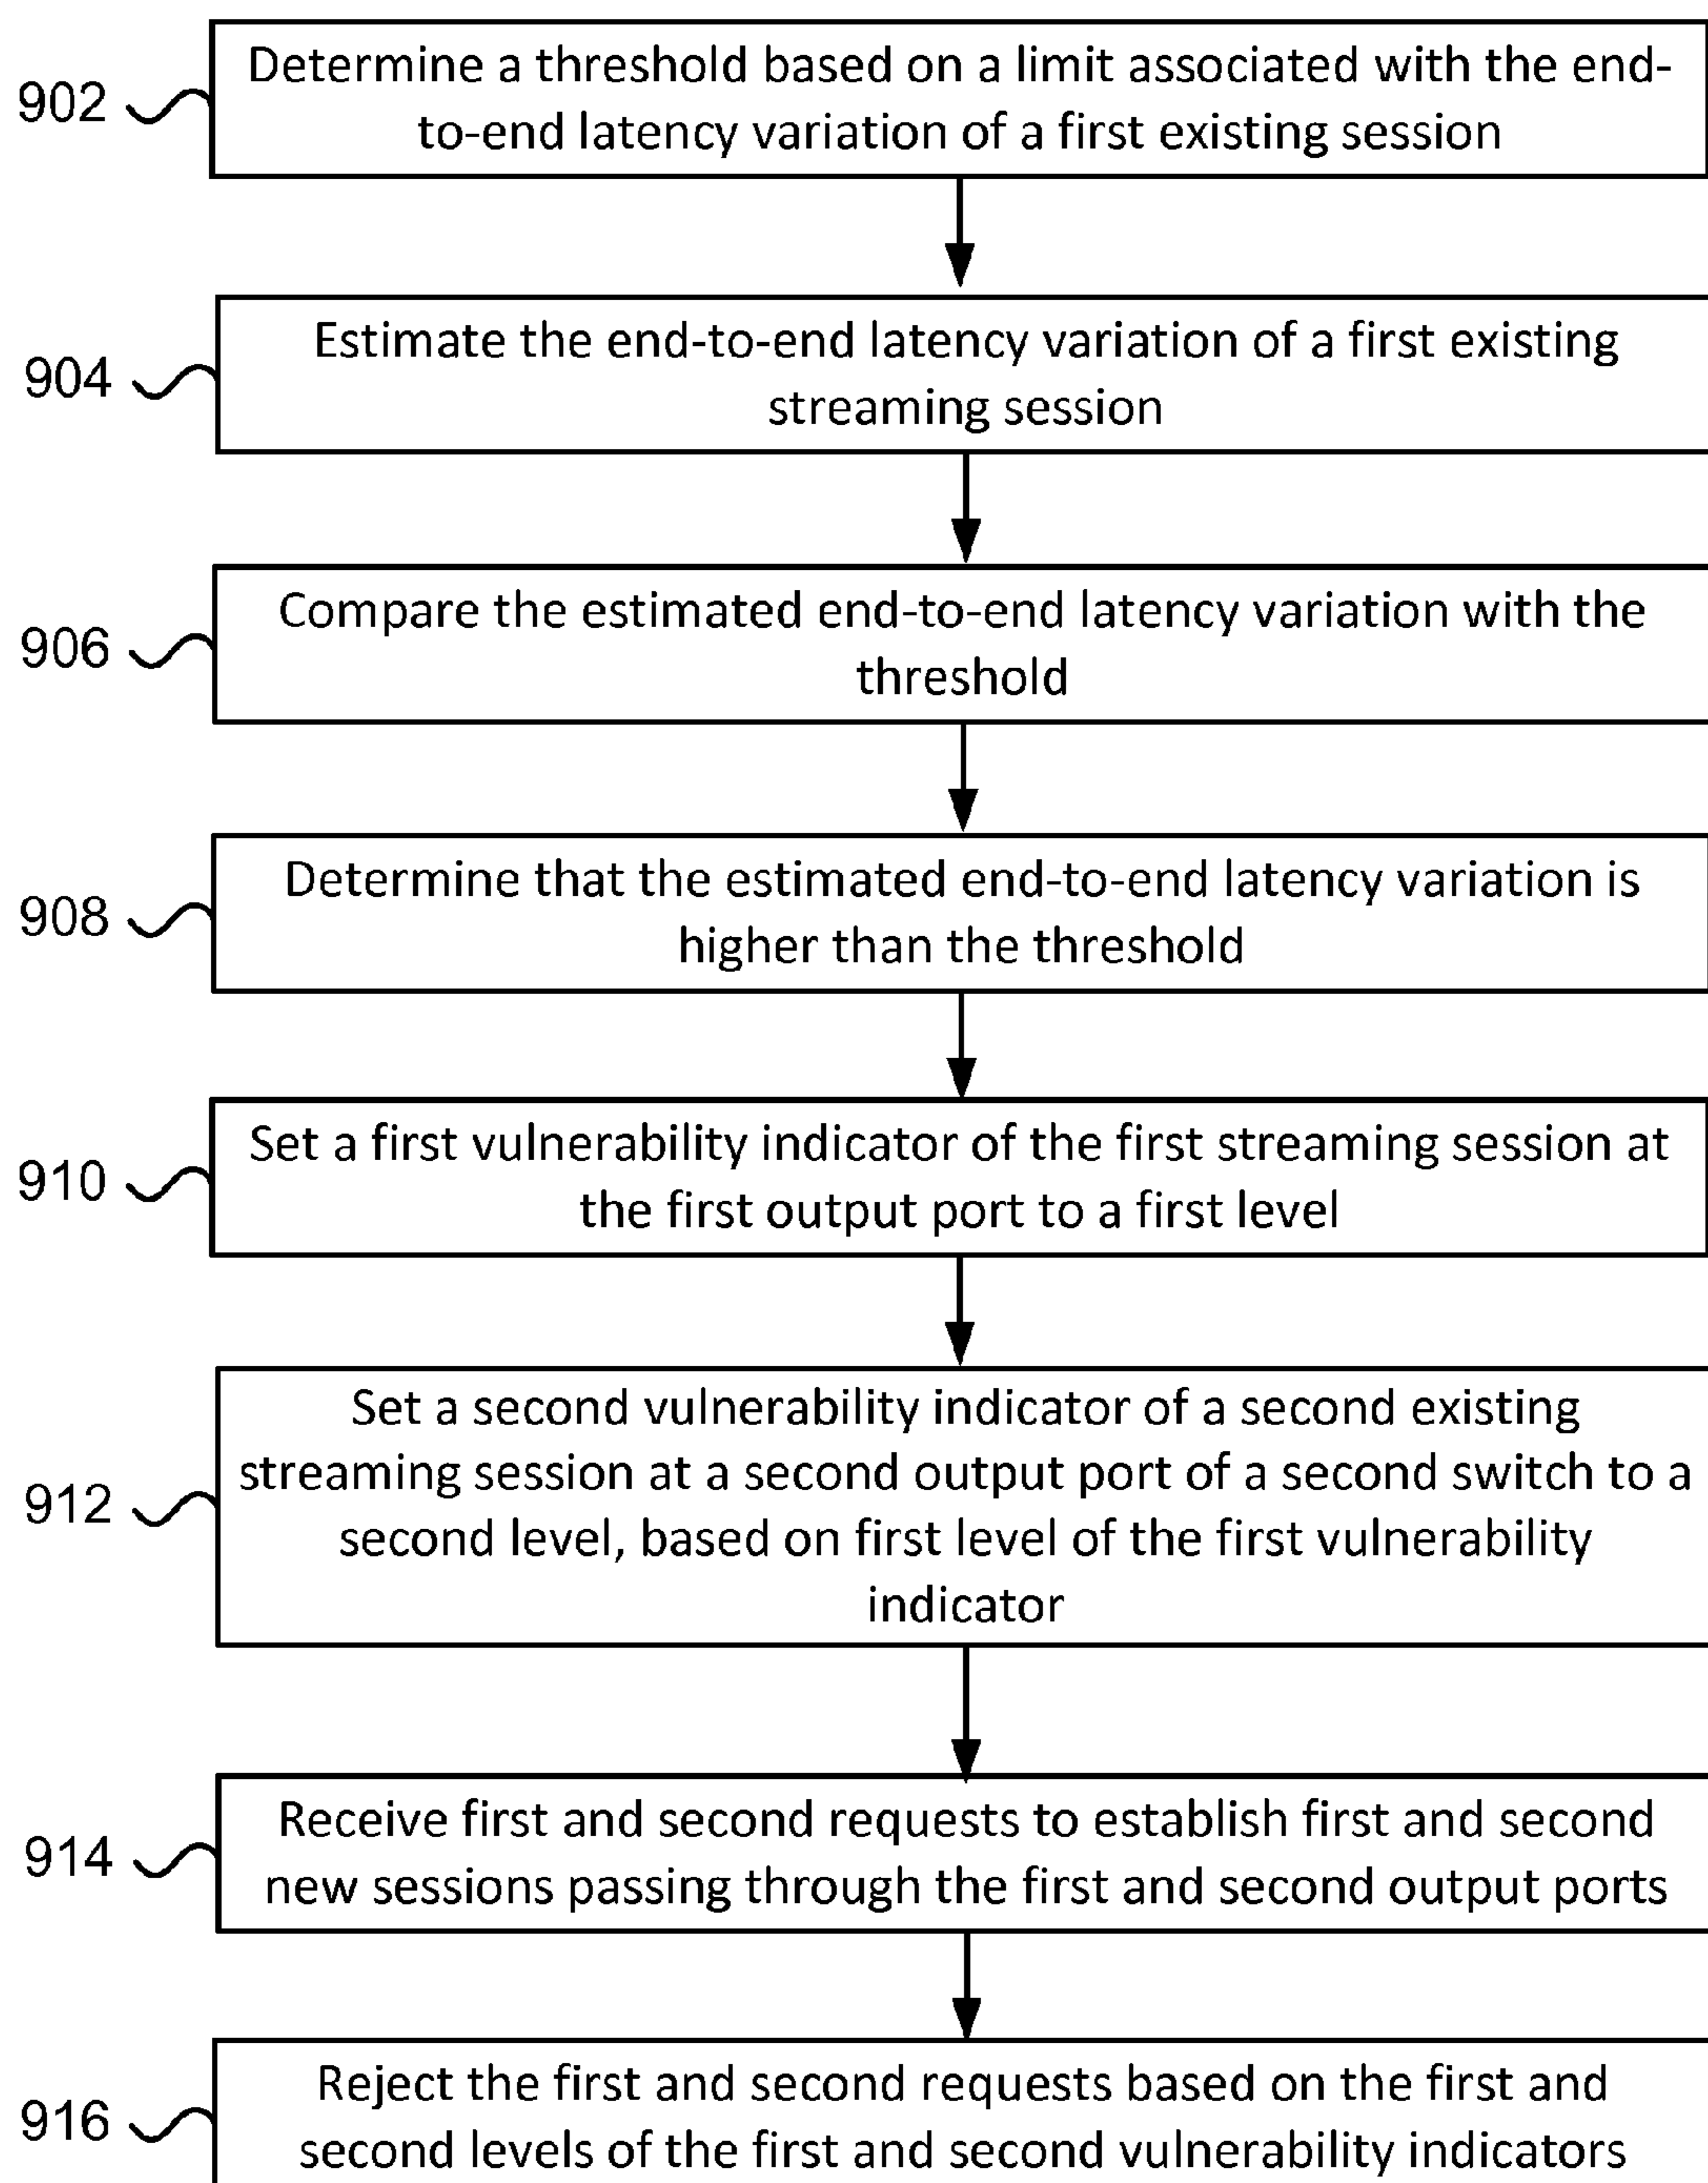 902
Determine a threshold based on a limit associated with the end-
to-end latency variation of a first existing session
904
Estimate the end-to-end latency variation of a first existing
streaming session
906
Compare the estimated end-to-end latency variation with the
threshold
908
Determine that the estimated end-to-end latency variation is
higher than the threshold
910
Set a first vulnerability indicator of the first streaming session at
the first output port to a first level
912
Set a second vulnerability indicator of a second existing
streaming session at a second output port of a second switch to a
second level, based on first level of the first vulnerability
indicator
914
Receive first and second requests to establish first and second
new sessions passing through the first and second output ports
916
Reject the first and second requests based on the first and
second levels of the first and second vulnerability indicators